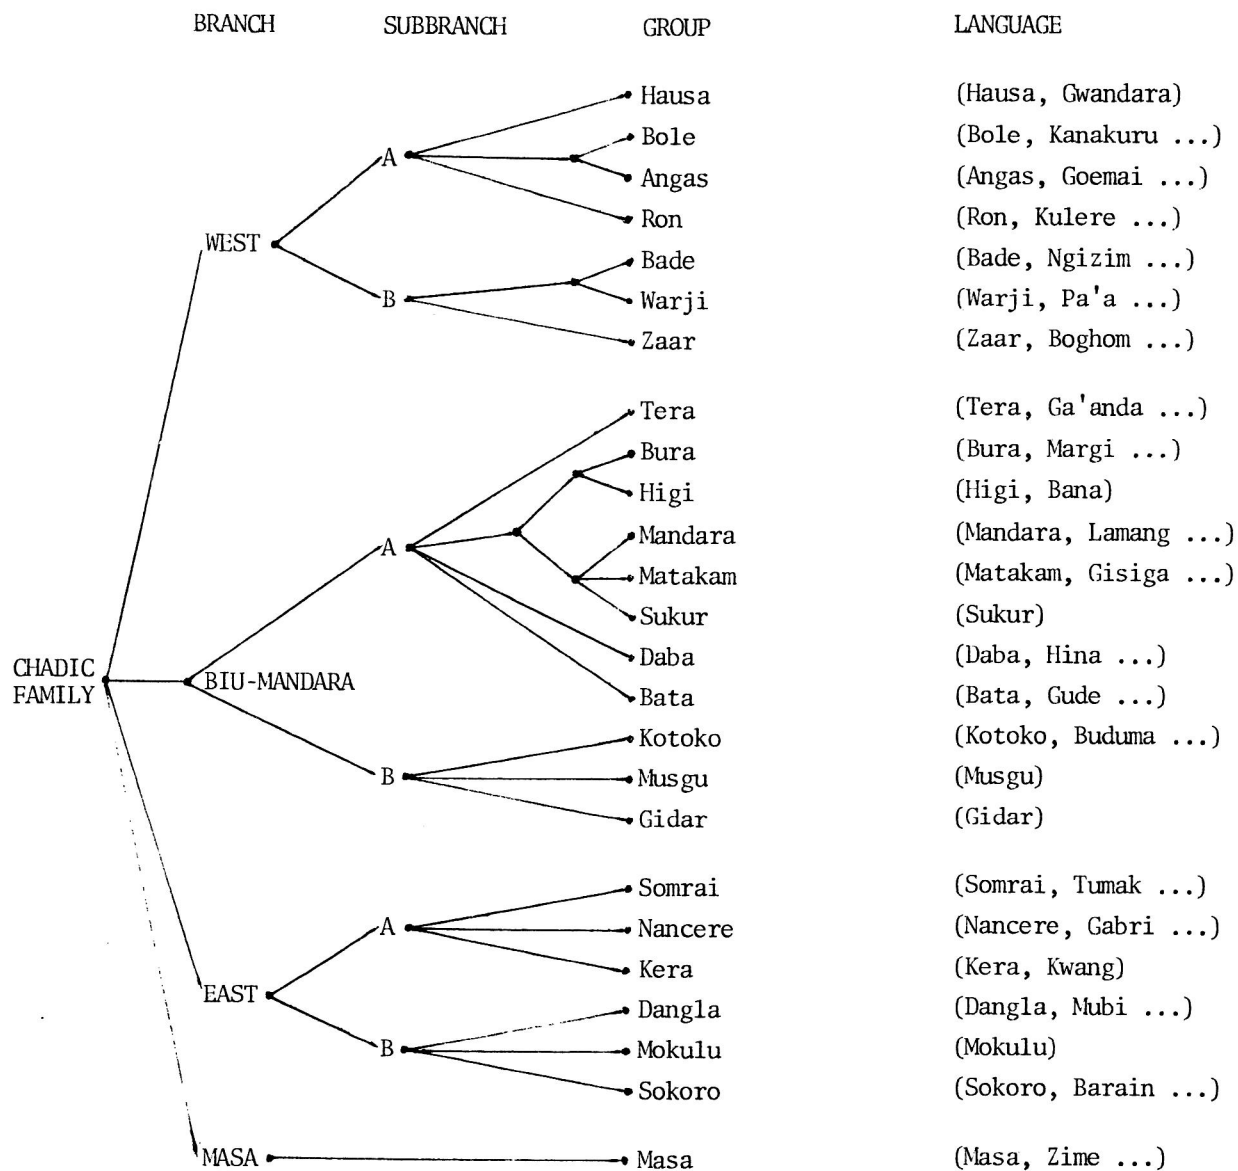 BRANCH SUBBRANCH GROUP LANGUAGE
Hausa (Hausa, Gwandara)
Bole (Bole, Kanakuru ...)
A
Angas (Angas, Goemai ...)
Ron (Ron, Kulere ...)
WEST
Bade (Bade, Ngizim ...)
B
Warji (Warji, Pa'a ...)
Zaar (Zaar, Boghom ...)
Tera (Tera, Ga'anda ...)
Bura (Bura, Margi ...)
Higi (Higi, Bana)
Mandara (Mandara, Lamang ...)
A
Matakam (Matakam, Gisiga ...)
Sukur (Sukur)
Daba (Daba, Hina ...)
CHADIC
FAMILY
BIU-MANDARA
Bata (Bata, Gude ...)
Kotoko (Kotoko, Buduma ...)
B
Musgu (Musgu)
Gidar (Gidar)
Somrai (Somrai, Tumak ...)
A
Nancere (Nancere, Gabri ...)
Kera (Kera, Kwang)
EAST
Dangla (Dangla, Mubi ...)
B
Mokulu (Mokulu)
Sokoro (Sokoro, Barain ...)
MASA Masa (Masa, Zime ...)